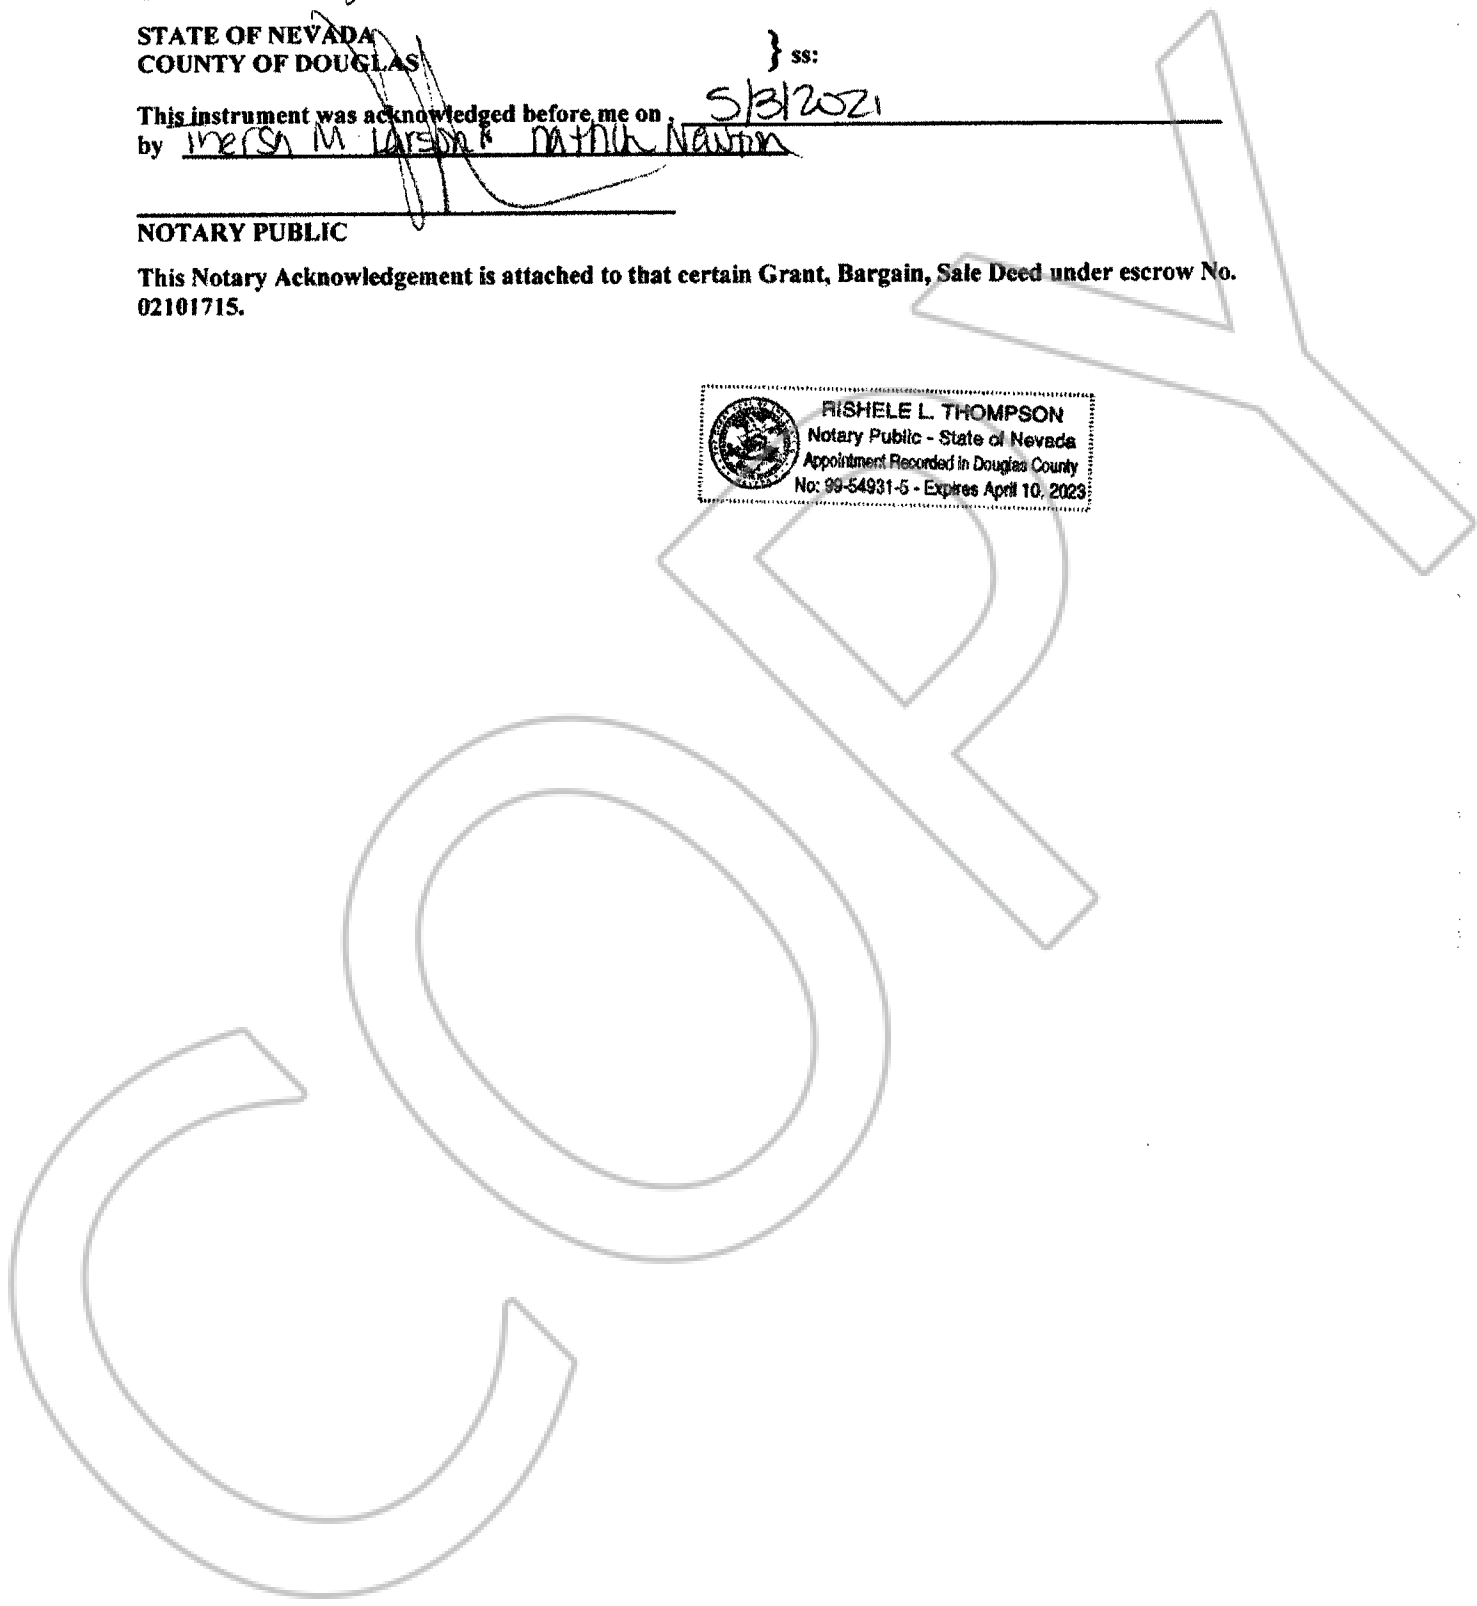 STATE OF NEVADA
COUNTY OF DOUGLAS
} ss:
This instrument was acknowledged before me on, 5/3/2021
by M. Larson & Newton
NOTARY PUBLIC
This Notary Acknowledgement is attached to that certain Grant, Bargain, Sale Deed under escrow No.
02101715.
RISHELE L. THOMPSON
Notary Public - State of Nevada
Appointment Recorded in Douglas County
No: 99-54931-5 - Expires April 10, 2023
COPY